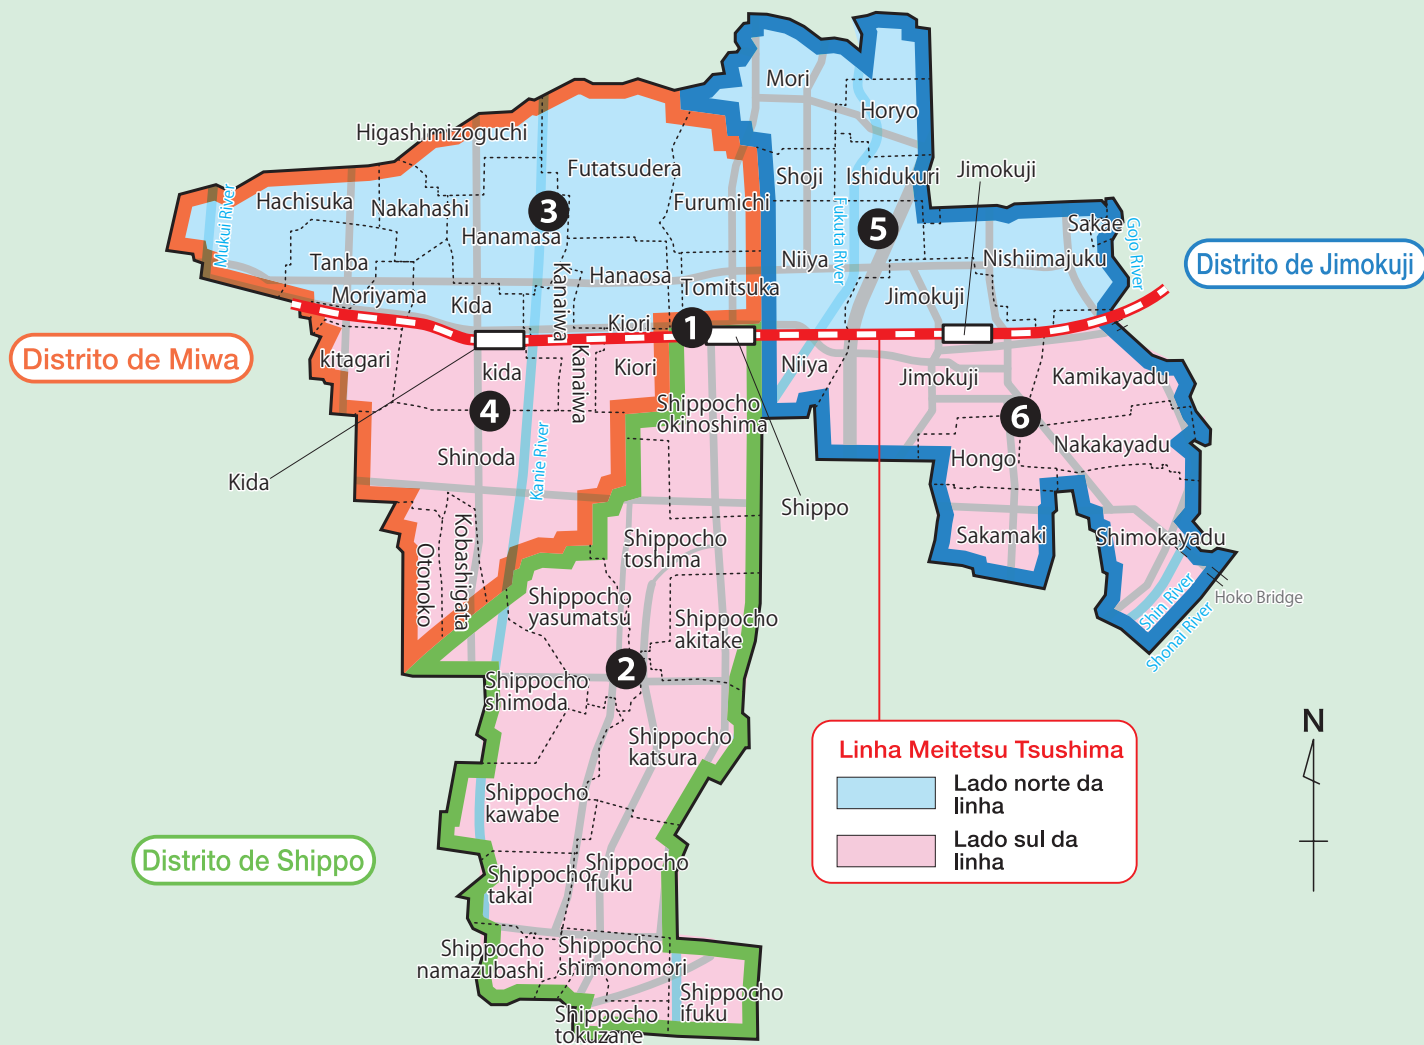 Mori
Horyo
Higashimizoguchi
Futatsudera
Shoji
Ishidukuri
Jimokuji
Mukui River
Hachisuka
Nakahashi
3
Furumichi
Fukuta River
5
Sakae
Gojo River
Hanamasa
Tanba
Kanaiwa
Hanaosa
Niiya
Nishiimajuku
Distrito de Jimokuji
Moriyama
Kida
Tomitsuka
Jimokuji
Kiori
1
Distrito de Miwa
kitagari
kida
Kanaiwa
Kiori
Niiya
Jimokuji
Kamikayadu
4
Shippocho
okinoshima
6
Shinoda
Kanie River
Hongo
Nakakayadu
Kida
Shippo
Otonoko
Kobashigata
Shippocho
toshima
Sakamaki
Shimokayadu
Shippocho
yasumatsu
Shippocho
akitake
Shin River
Shonai River
Hoko Bridge
2
Shippocho
shimoda
Shippocho
katsura
N
Linha Meitetsu Tsushima
Lado norte da
linha
Lado sul da
linha
Shippocho
kawabe
Distrito de Shippo
Shippocho
takai
Shippocho
ifuku
Shippocho
namazubashi
Shippocho
shimonomori
Shippocho
ifuku
Shippocho
tokuzane